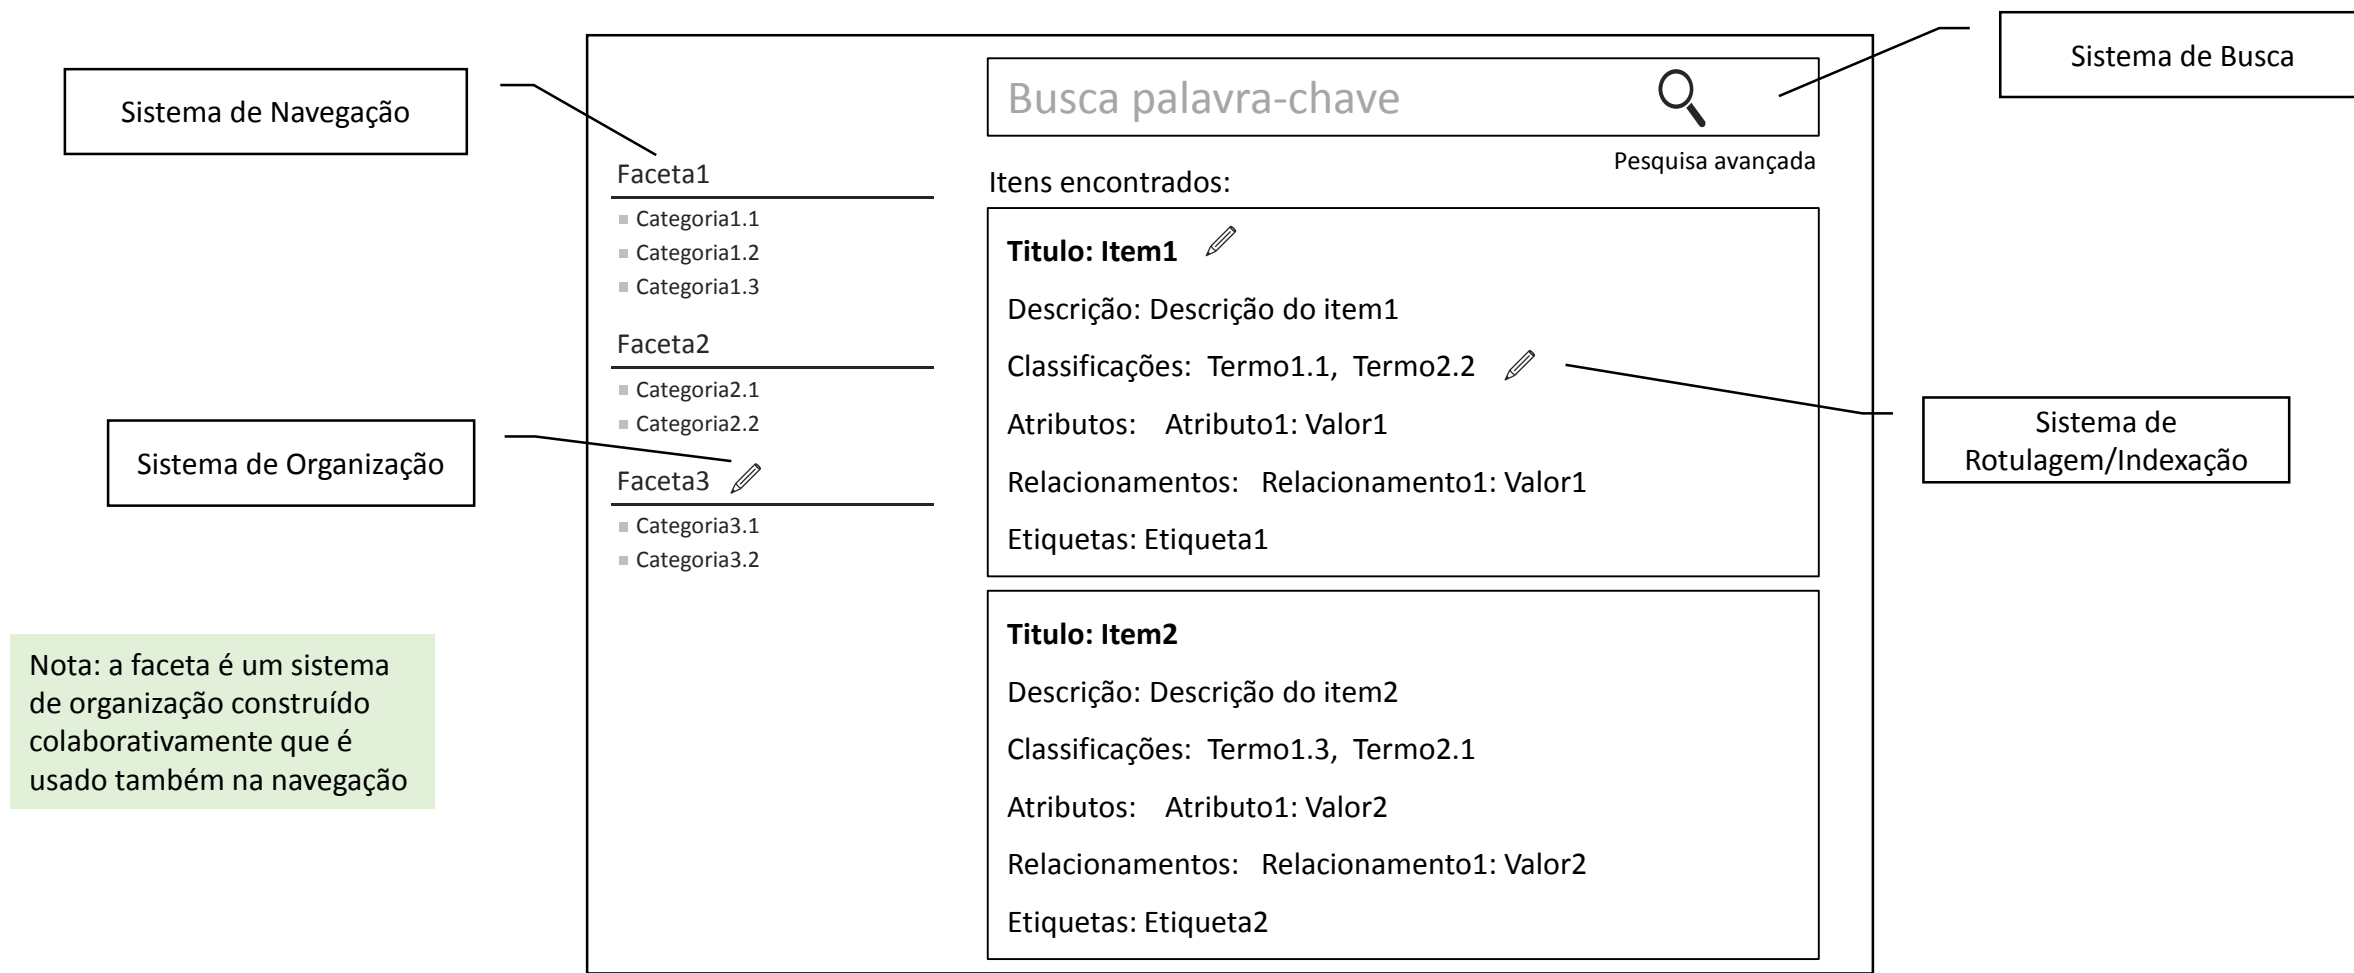 Sistema de Navegação
Sistema de Organização
Nota: a faceta é um sistema
de organização construído
colaborativamente que é
usado também na navegação
Faceta1
Categoria1.1
Categoria1.2
Categoria1.3
Faceta2
Categoria2.1
Categoria2.2
Faceta3
Categoria3.1
Categoria3.2
Busca palavra-chave
Pesquisa avançada
Itens encontrados:
Titulo: Item1
Descrição: Descrição do item1
Classificações: Termo1.1, Termo2.2
Atributos: Atributo1: Valor1
Relacionamentos: Relacionamento1: Valor1
Etiquetas: Etiqueta1
Titulo: Item2
Descrição: Descrição do item2
Classificações: Termo1.3, Termo2.1
Atributos: Atributo1: Valor2
Relacionamentos: Relacionamento1: Valor2
Etiquetas: Etiqueta2
Sistema de Busca
Sistema de
Rotulagem/Indexação